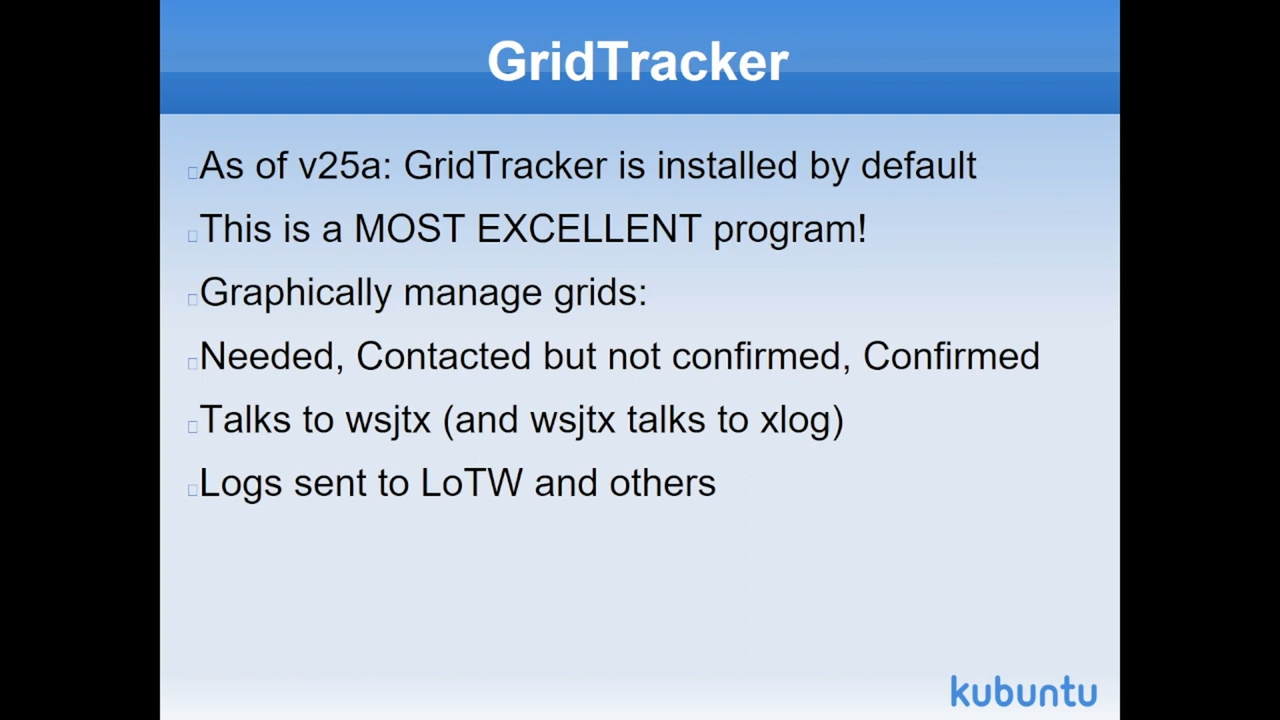 GridTracker
As of v25a: GridTracker is installed by default
This is a MOST EXCELLENT program!
Graphically manage grids:
Needed, Contacted but not confirmed, Confirmed
Talks to wsjtx (and wsjtx talks to xlog)
Logs sent to LoTW and others
kubuntu